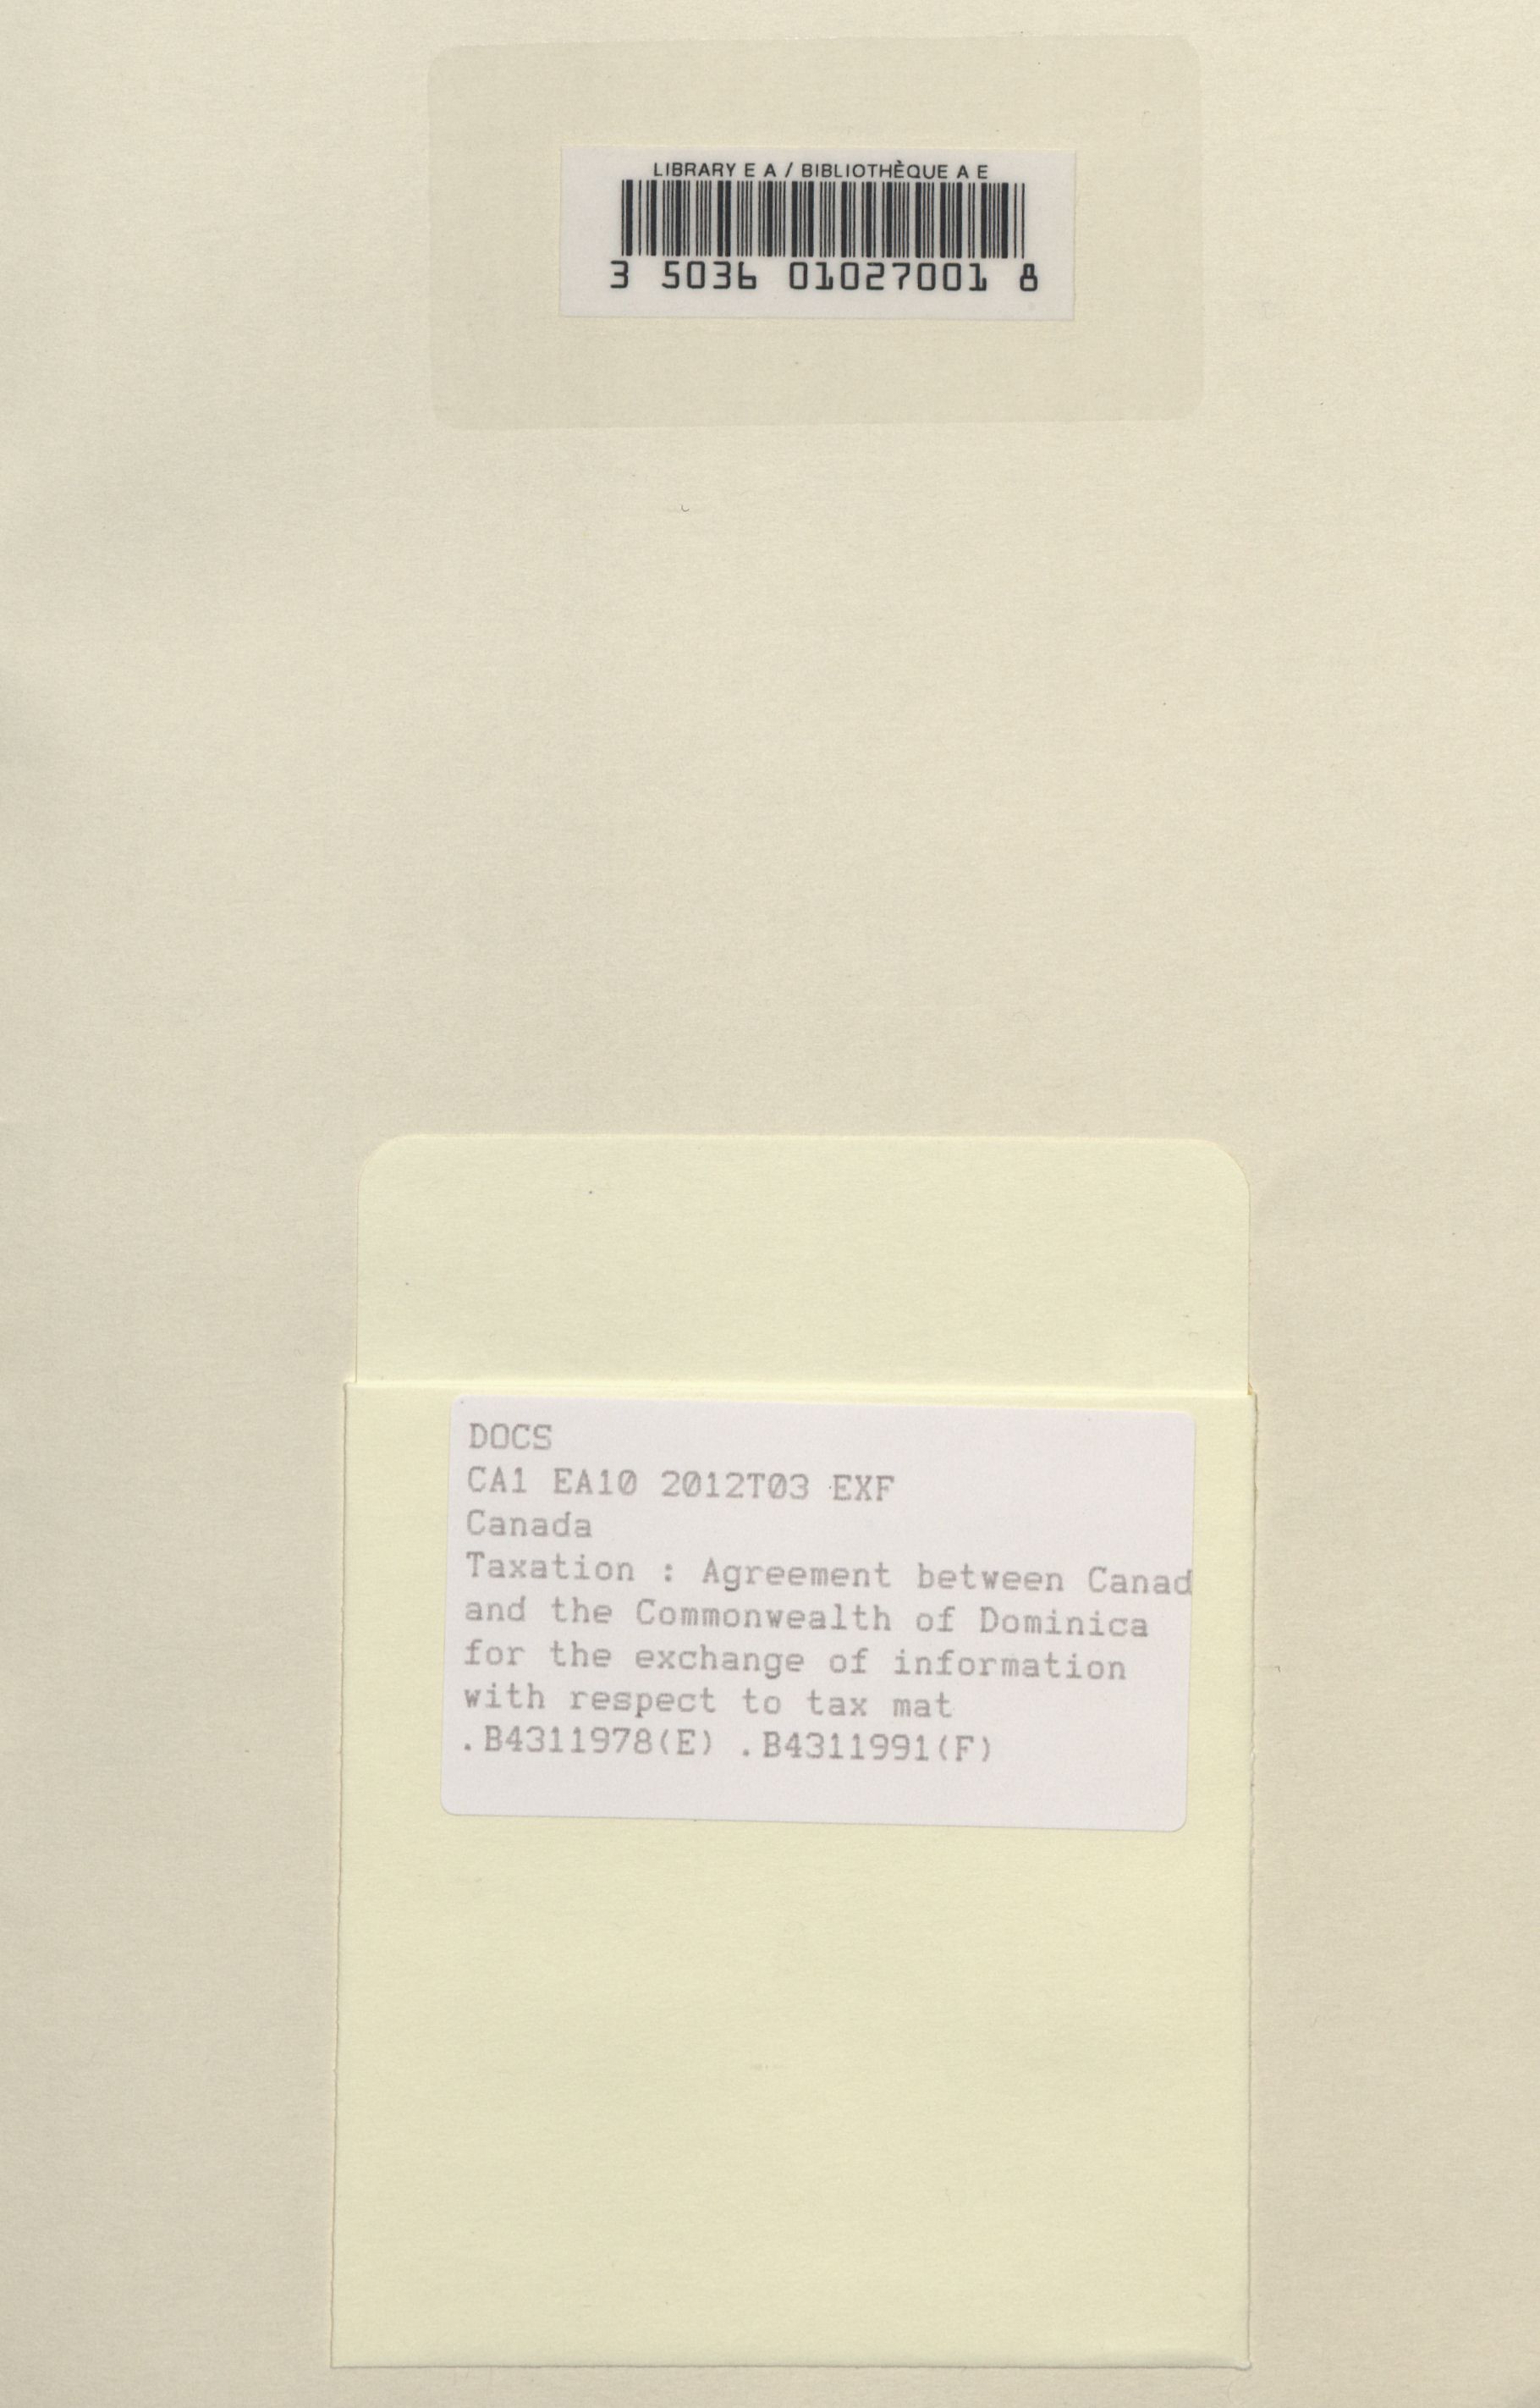 LIBRARY E A / BIBLIOTHÈQUE A E
3 5036 01027001 8
DOCS
CA1 EA10 2012T03 EXF
Canada
Taxation : Agreement between Canad
and the Commonwealth of Dominica
for the exchange of information
with respect to tax mat
.B4311978(E) .B4311991(F)